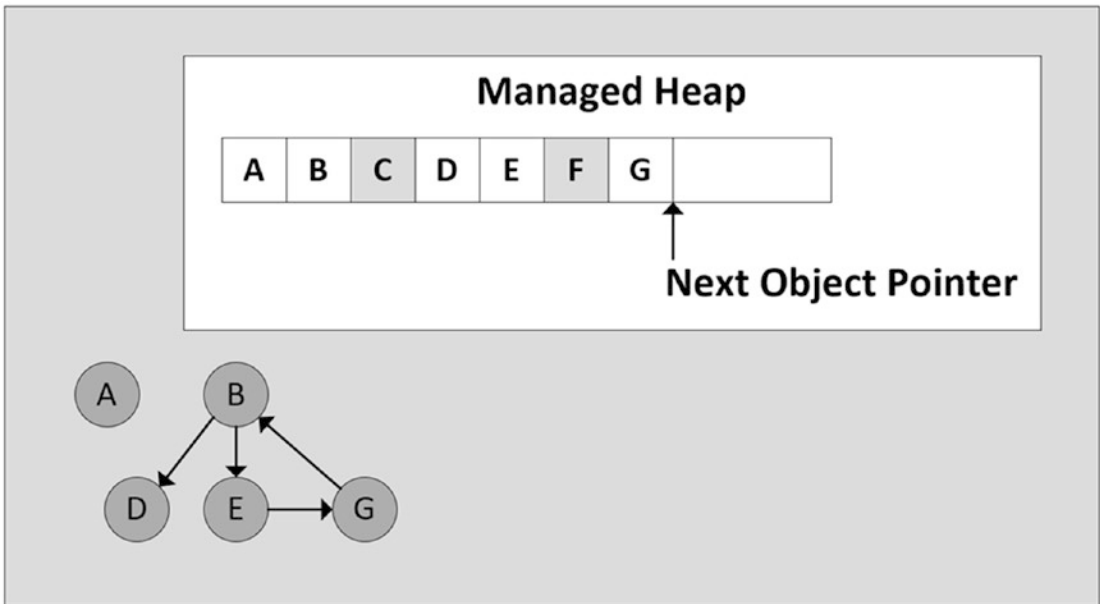 Managed Heap
A B C D E F G
Next Object Pointer
A B
D E G